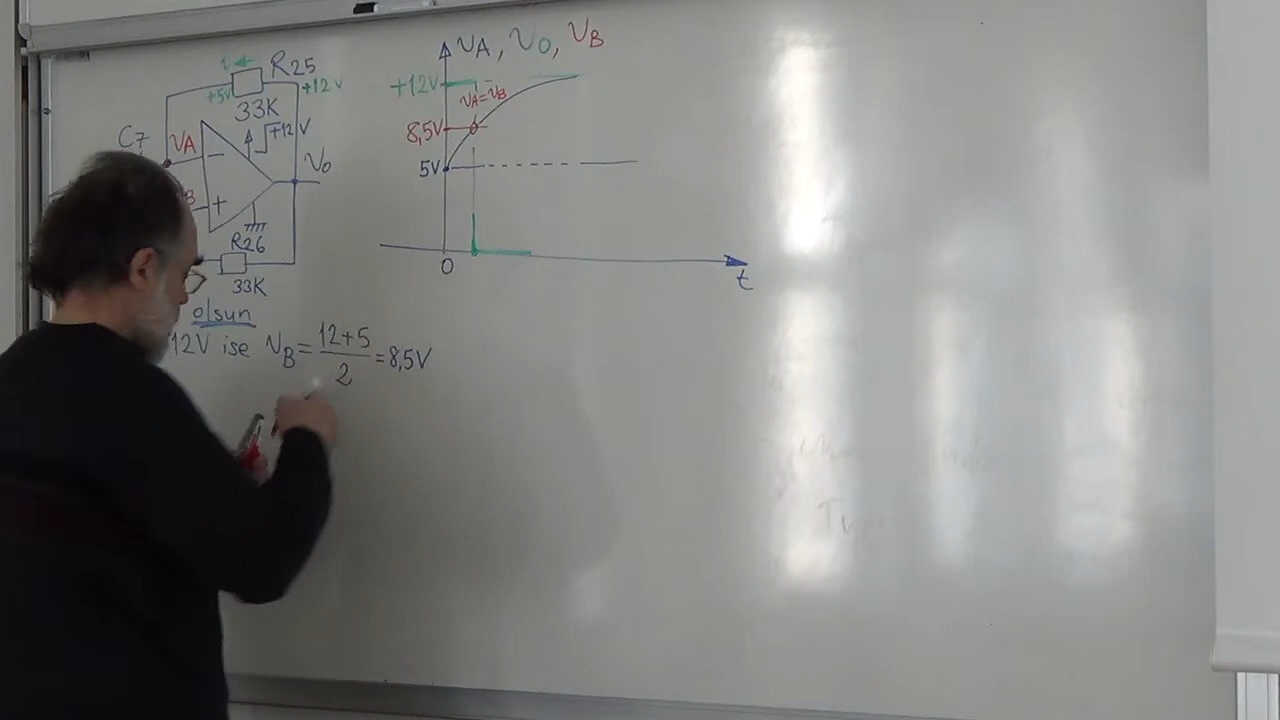 i ← R25
+5V +12V
33K
C7 VA +12V
Vo
B
R26
33K
olsun
12V ise VB = 12+5 / 2 = 8,5V
VA, VO, VB
+12V
VA=VB
8,5V
5V
0
t